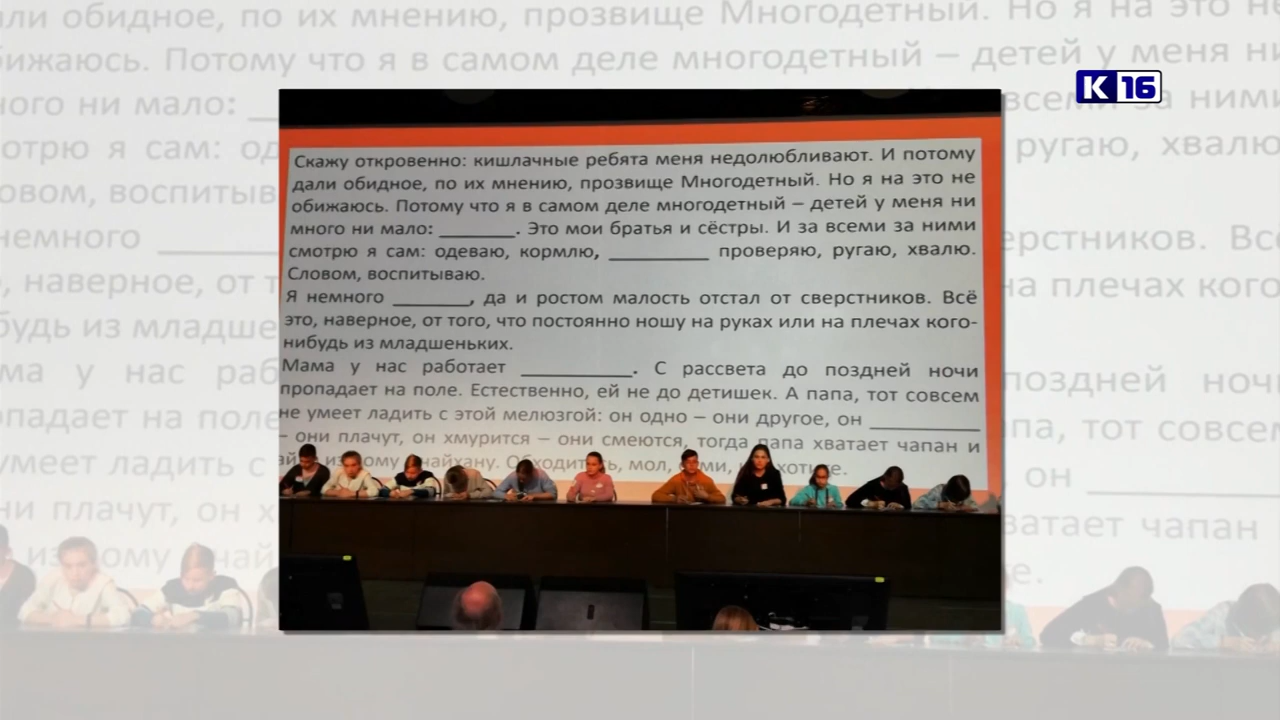 К 16
Скажу откровенно: кишлачные ребята меня недолюбливают. И потому
дали обидное, по их мнению, прозвище Многодетный. Но я на это не
обижаюсь. Потому что я в самом деле многодетный – детей у меня ни
много ни мало: ________. Это мои братья и сёстры. И за всеми за ними
смотрю я сам: одеваю, кормлю, __________ проверяю, ругаю, хвалю.
Словом, воспитываю.
Я немного ________, да и ростом малость отстал от сверстников. Всё
это, наверное, от того, что постоянно ношу на руках или на плечах кого-
нибудь из младшеньких.
Мама у нас работает ___________. С рассвета до поздней ночи
пропадает на поле. Естественно, ей не до детишек. А папа, тот совсем
не умеет ладить с этой мелюзгой: он одно – они другое, он ___________
– они плачут, он хмурится – они смеются, тогда папа хватает чапан и
чайхану. Обходитесь, мол, сами, хотите.